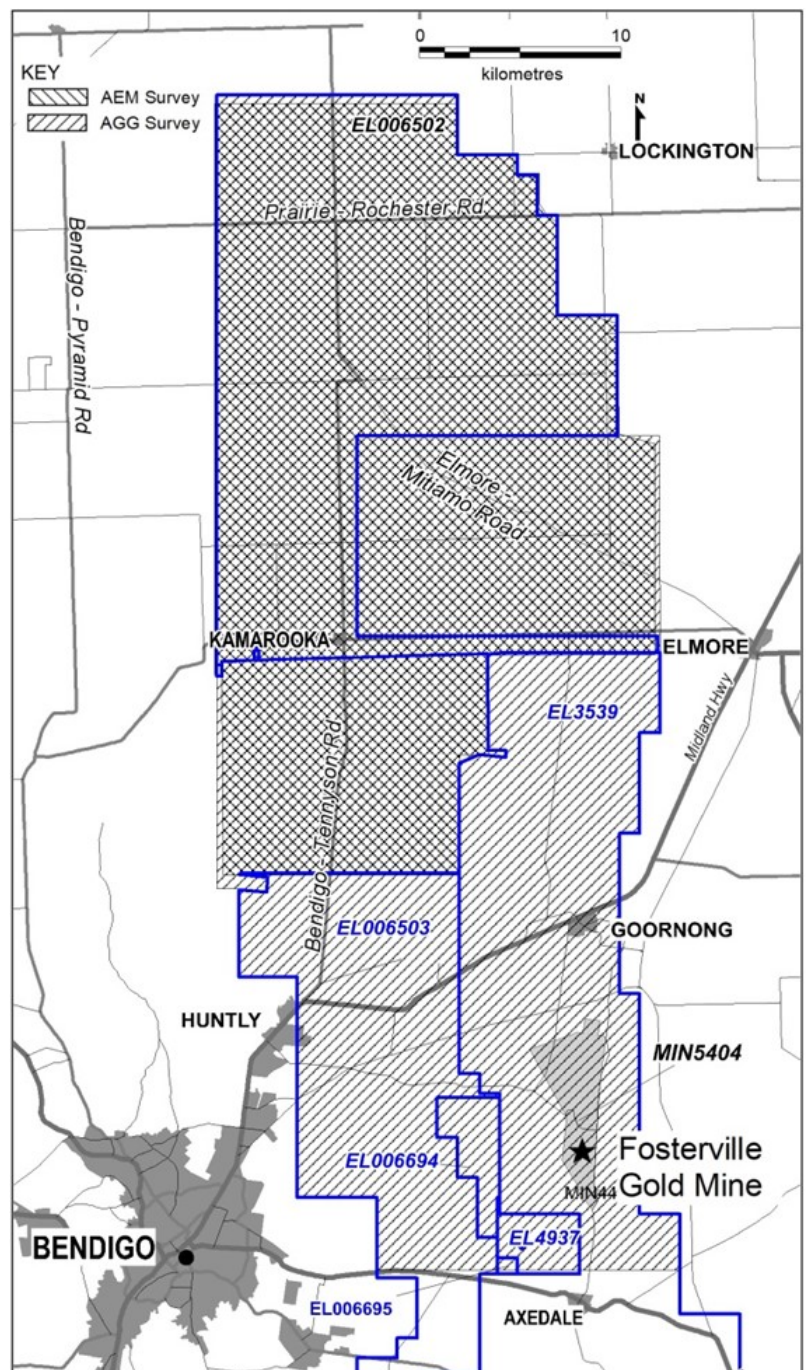 0 10
kilometres
KEY
AEM Survey
AGG Survey
N
EL006502
LOCKINGTON
Prairie - Rochester Rd
Bendigo - Pyramid Rd
Elmore -
Mitiamo Road
KAMAROOKA
ELMORE
EL3539
Midland Hwy
Bendigo - Tennyson Rd
EL006503
GOORNONG
HUNTLY
MIN5404
Fosterville
Gold Mine
EL006694
MIN44
EL4937
BENDIGO
EL006695
AXEDALE